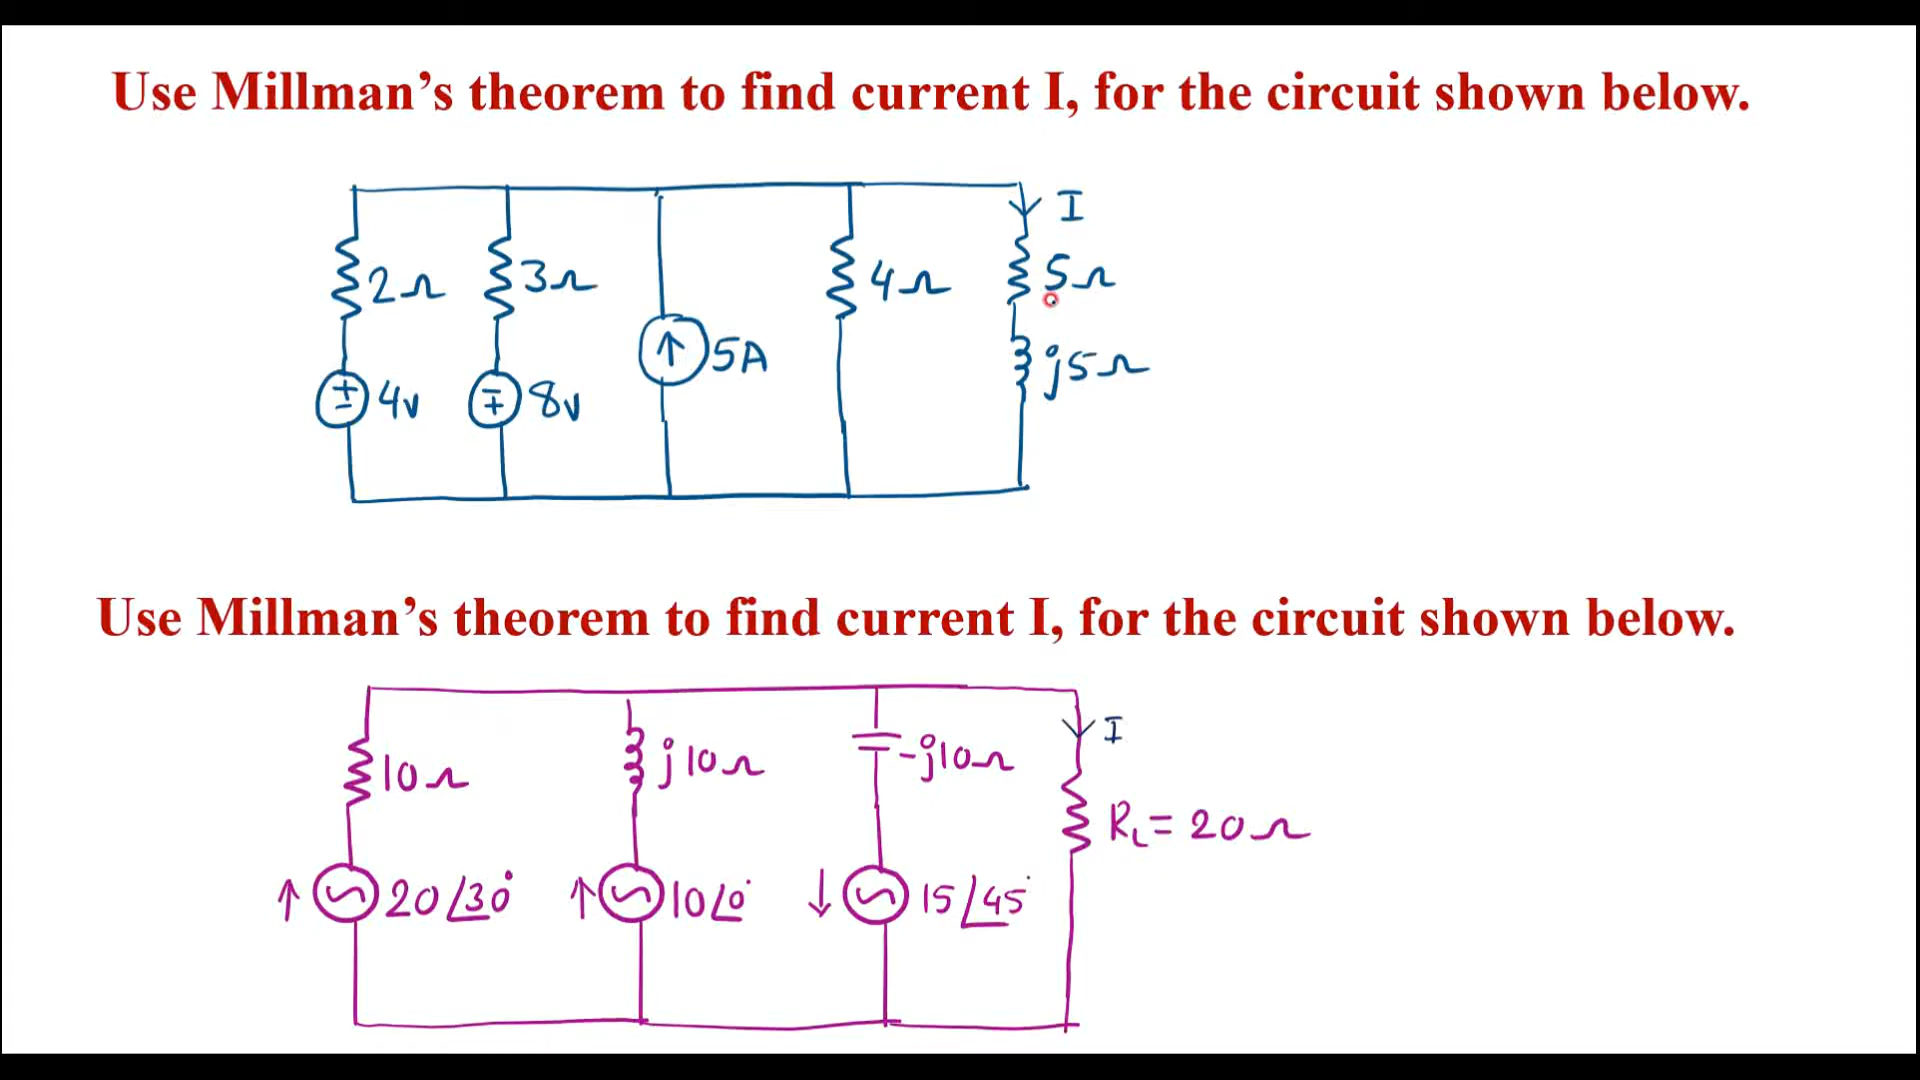 Use Millman’s theorem to find current I, for the circuit shown below.
I
2Ω 3Ω 4Ω 5Ω
5A j5Ω
± 4v ∓ 8v
Use Millman’s theorem to find current I, for the circuit shown below.
I
10Ω j10Ω -j10Ω
R_L = 20Ω
↑ 20∠30° ↑ 10∠0° ↓ 15∠45°